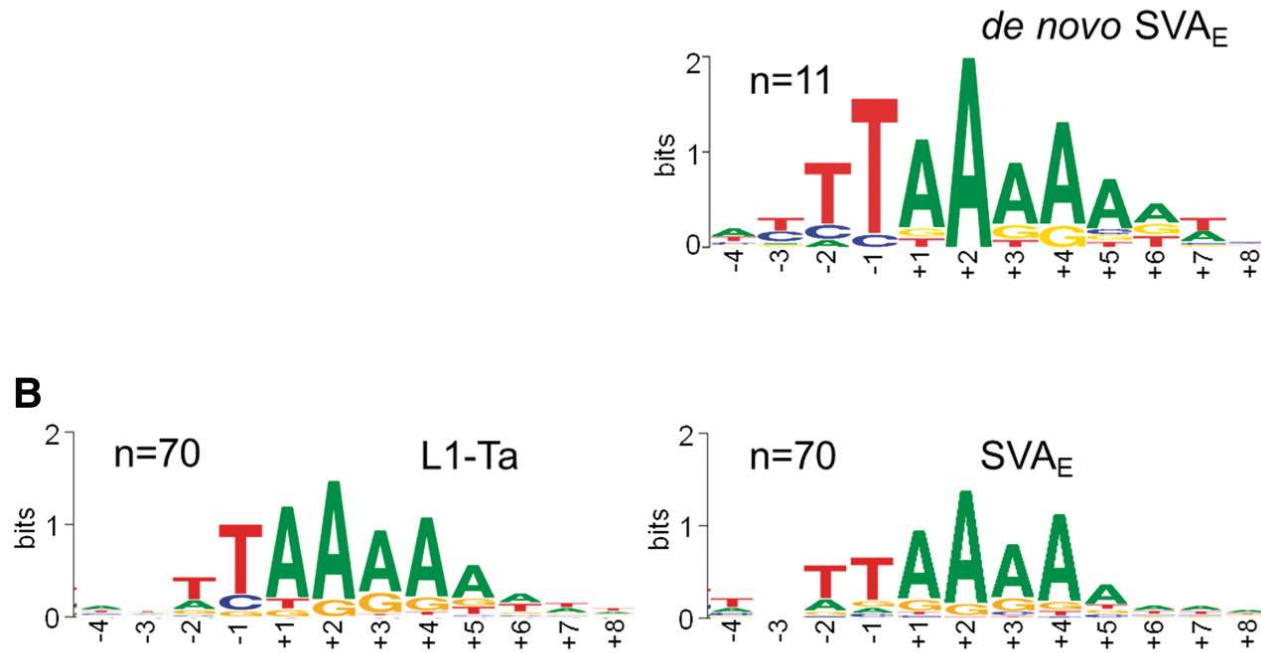 de novo SVAE
n=11
2
1
0
bits
T T T A A A A A A T
A C C C G G G C G A
T A T T G T
-4 -3 -2 -1 +1 +2 +3 +4 +5 +6 +7 +8
B
n=70 L1-Ta
2
1
0
bits
T T A A A A A A
A C T G G G G T
G G T
-4 -3 -2 -1 +1 +2 +3 +4 +5 +6 +7 +8
n=70 SVAE
2
1
0
bits
T T T A A A A A A A
A A G G G G G T
G A
-4 -3 -2 -1 +1 +2 +3 +4 +5 +6 +7 +8